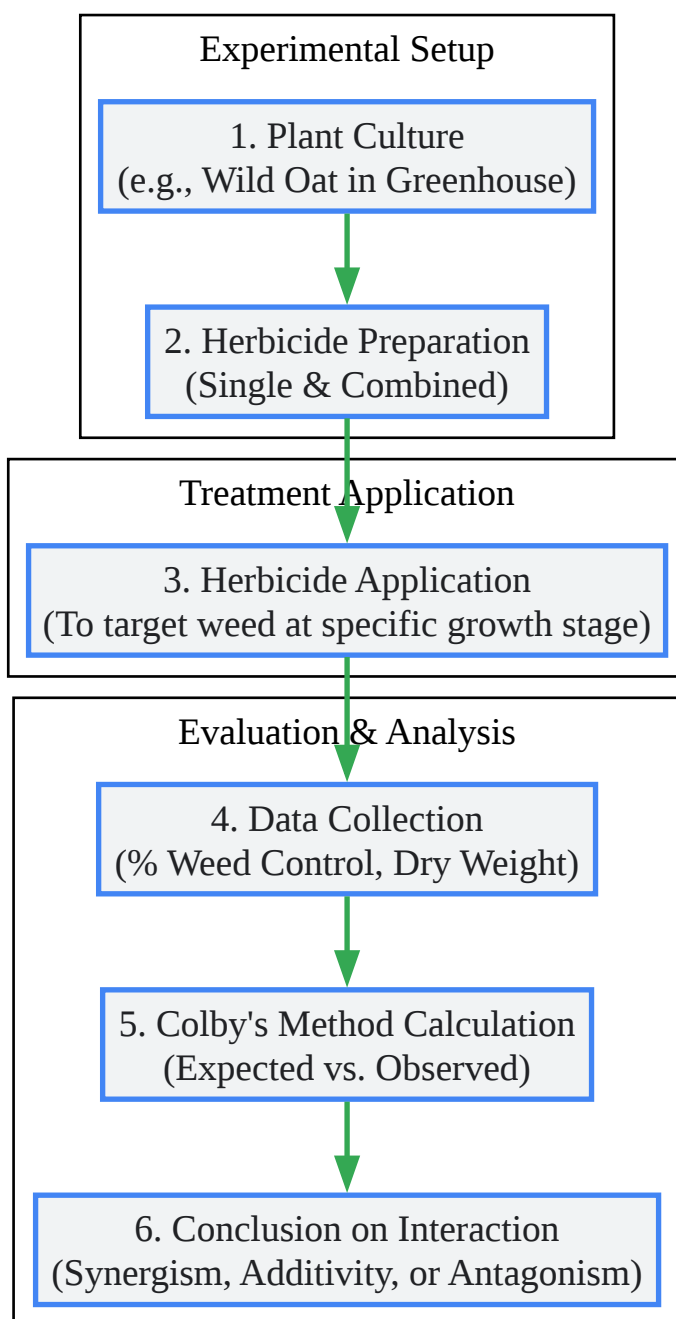 Experimental Setup
1. Plant Culture
(e.g., Wild Oat in Greenhouse)
2. Herbicide Preparation
(Single & Combined)
Treatment Application
3. Herbicide Application
(To target weed at specific growth stage)
Evaluation & Analysis
4. Data Collection
(% Weed Control, Dry Weight)
5. Colby's Method Calculation
(Expected vs. Observed)
6. Conclusion on Interaction
(Synergism, Additivity, or Antagonism)